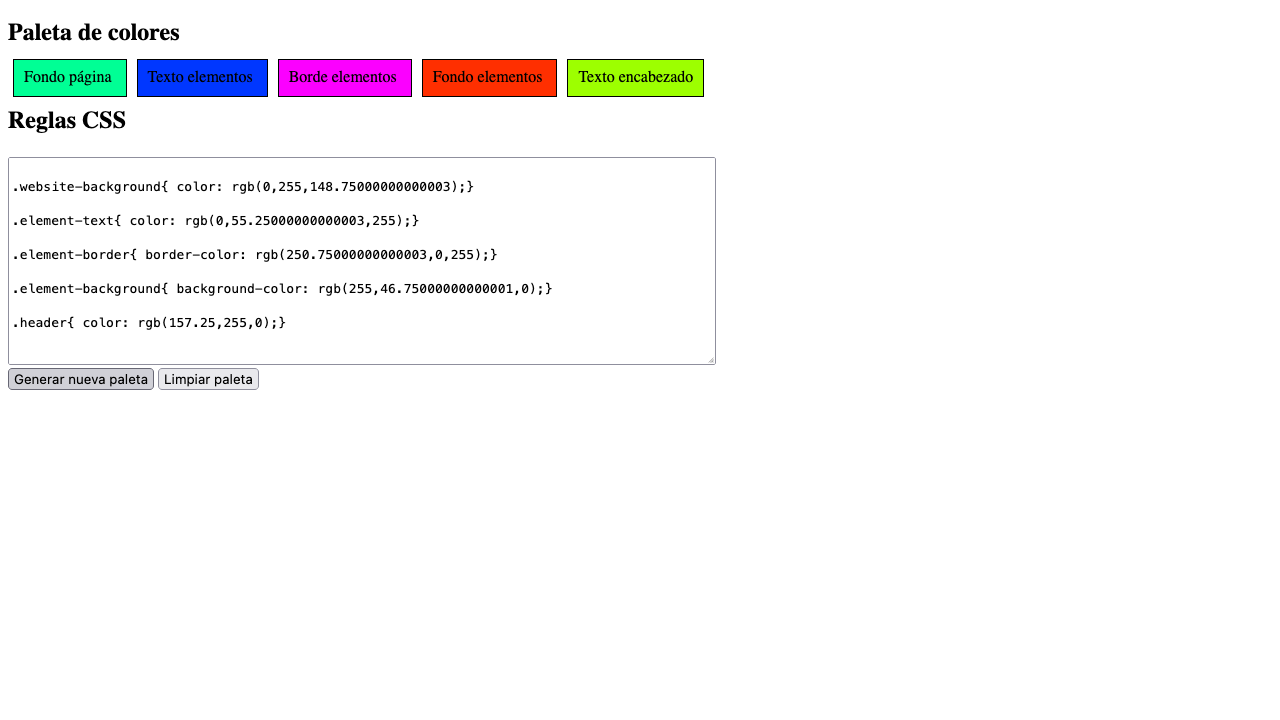 Paleta de colores
Fondo página Texto elementos Borde elementos Fondo elementos Texto encabezado
Reglas CSS
.website-background{ color: rgb(0,255,148.75000000000003);}
.element-text{ color: rgb(0,55.25000000000003,255);}
.element-border{ border-color: rgb(250.75000000000003,0,255);}
.element-background{ background-color: rgb(255,46.75000000000001,0);}
.header{ color: rgb(157.25,255,0);}
Generar nueva paleta Limpiar paleta